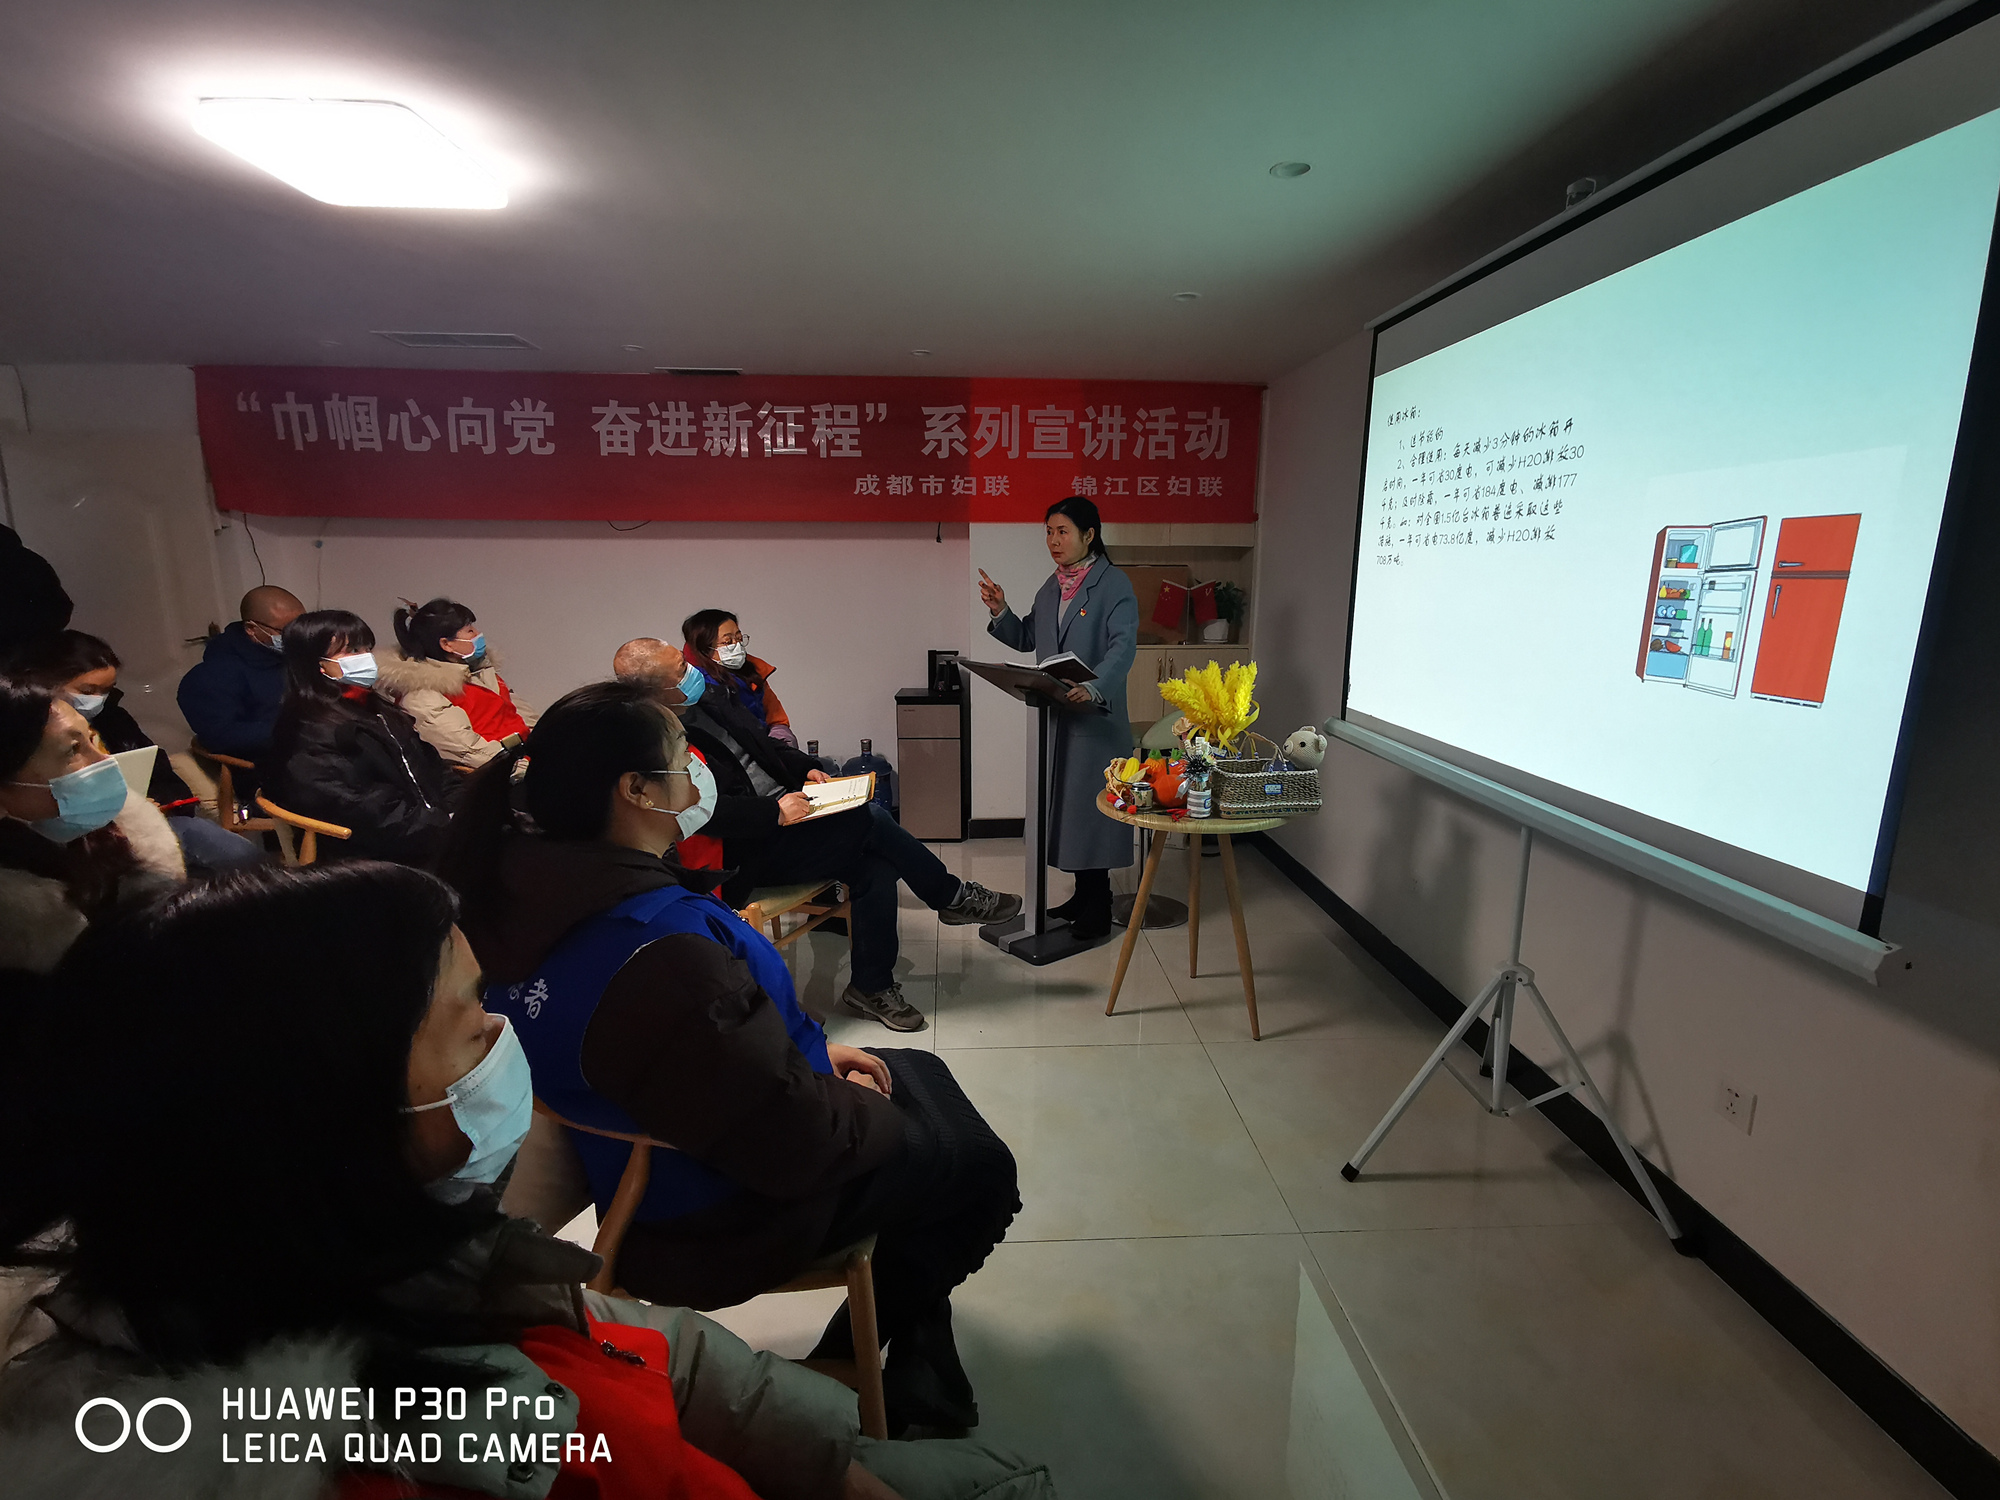 “巾帼心向党 奋进新征程”系列宣讲活动
成都市妇联 锦江区妇联
使用冰箱：
1、选节能的
2、合理使用：每天减少3分钟的冰箱开
启时间，一年可省30度电，可减少H2O排放30
千克；及时除霜，一年可省184度电、减排177
千克。如：对全国1.5亿台冰箱普遍采取这些
措施，一年可省电73.8亿度，减少H2O排放
708万吨。
者
HUAWEI P30 Pro
LEICA QUAD CAMERA